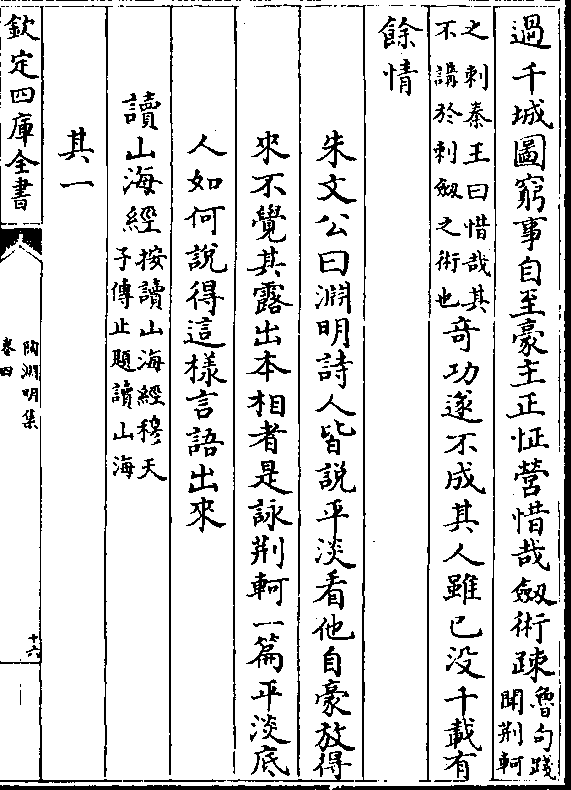 過千城圖窮事自至豪主正怔營惜哉劔術疎魯句踐聞荆軻
之刺秦王曰惜哉其不講於刺劔之術也竒功遂不成其人雖已没千載有
餘情
朱文公曰淵明詩人皆説平淡看他自豪放得
來不覺其露出本相者是詠荆軻一篇平淡底
人如何說得這樣言語出來
讀山海經按讀山海經穆天子傳止題讀山海
其一
欽定四庫全書
陶淵明集
卷四
十六